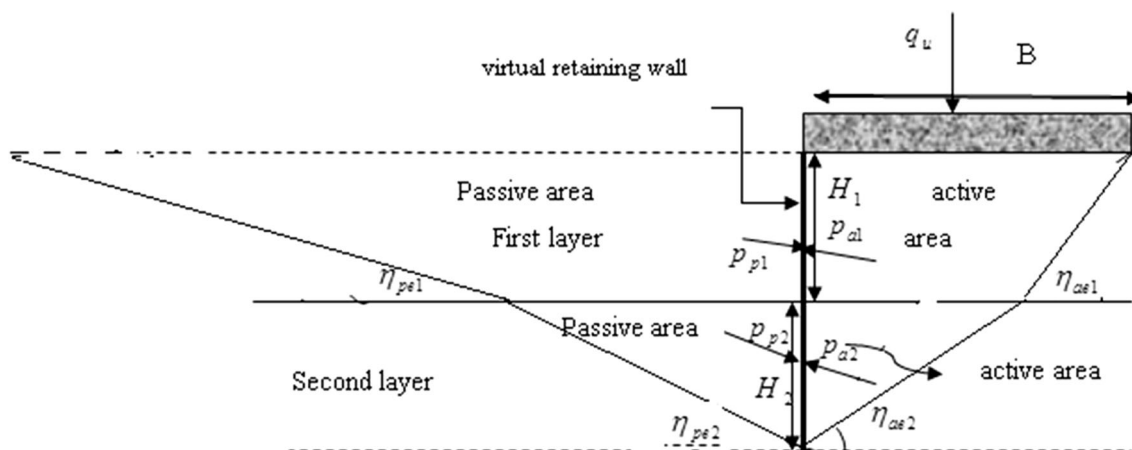 q_u
B
virtual retaining wall
Passive area
H_1
active
First layer
p_p1
p_a1
area
η_pe1
η_ae1
Passive area
p_p2
p_a2
Second layer
H_2
active area
η_pe2
η_ae2